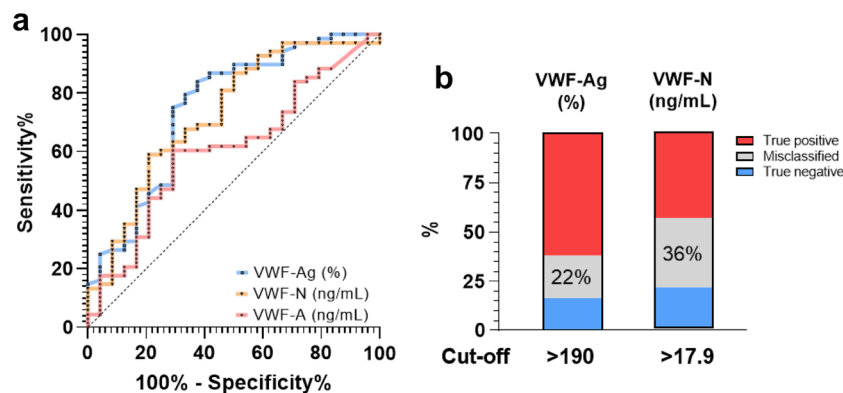 a
Sensitivity%
100
80
60
40
20
0
VWF-Ag (%)
VWF-N (ng/mL)
VWF-A (ng/mL)
0 20 40 60 80 100
100% - Specificity%
b
VWF-Ag
(%)
VWF-N
(ng/mL)
%
100
75
50
25
0
22%
36%
True positive
Misclassified
True negative
Cut-off >190 >17.9